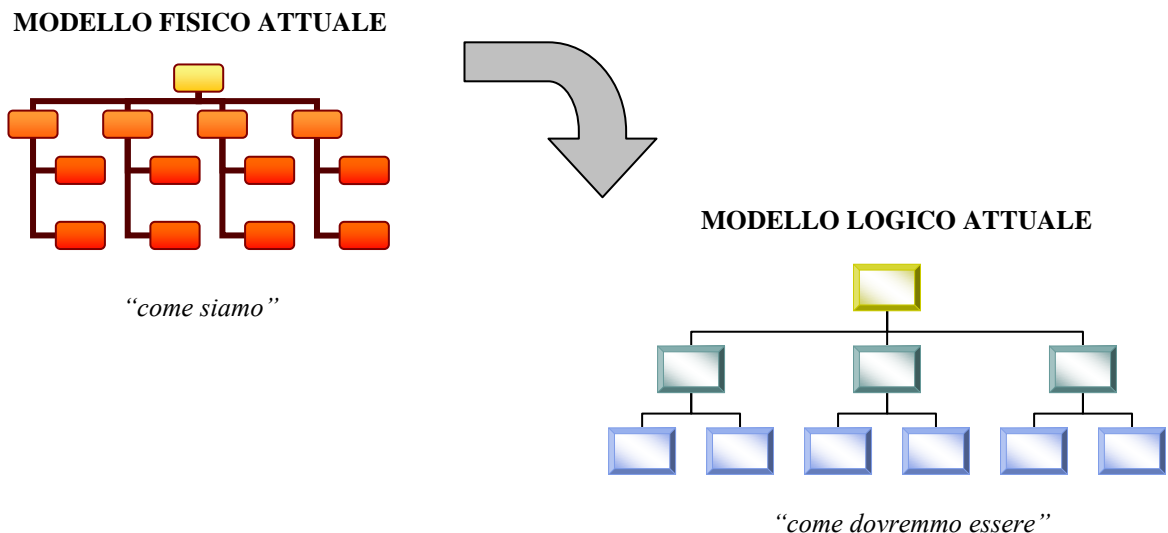 MODELLO FISICO ATTUALE
“come siamo”
MODELLO LOGICO ATTUALE
“come dovremmo essere”